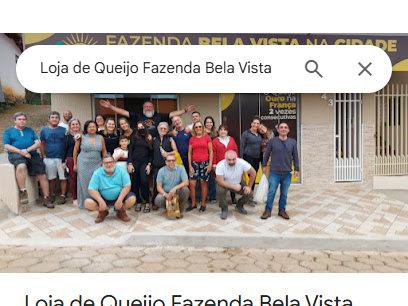 FAZENDA BELA VISTA NA CIDADE
Loja de Queijo Fazenda Bela Vista
Ouro na
França
2 vezes
consecutivas
43
Loja de Queijo Fazenda Bela Vista